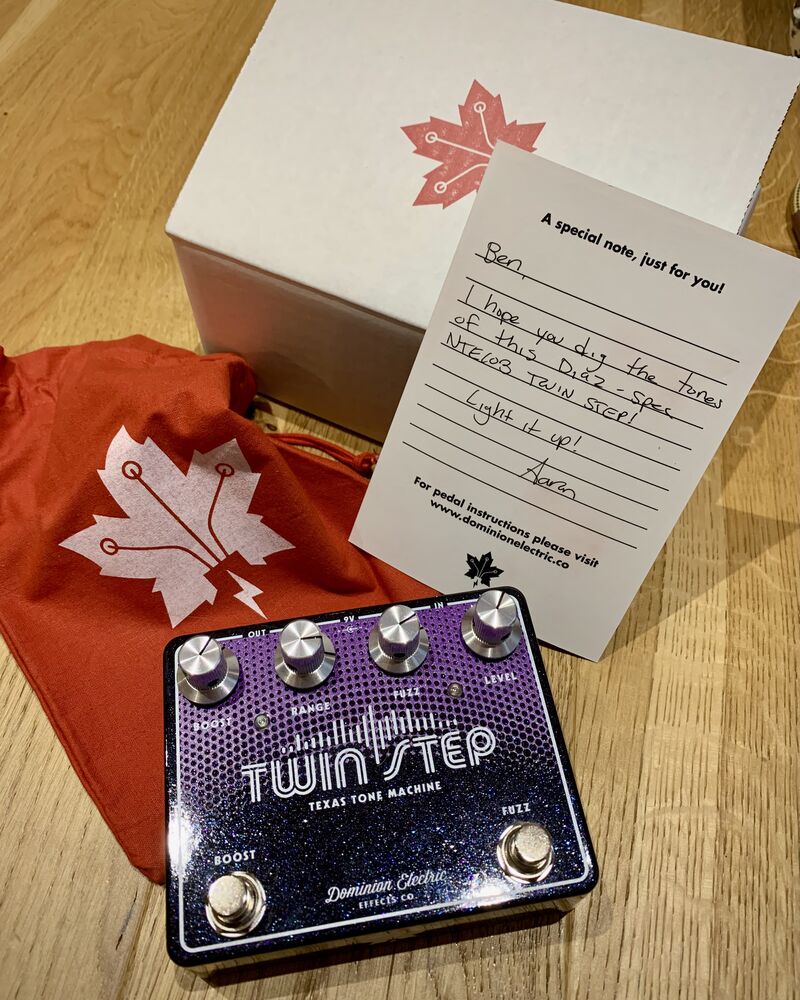 A special note, just for you!
Ben,
I hope you dig the tones
of this Diaz-spec
NTE103 TWIN STEP!
Light it up!
Aaron
For pedal instructions please visit
www.dominionelectric.co
OUT 9V IN
BOOST RANGE FUZZ LEVEL
TWIN STEP
TEXAS TONE MACHINE
BOOST FUZZ
Dominion Electric
EFFECTS CO